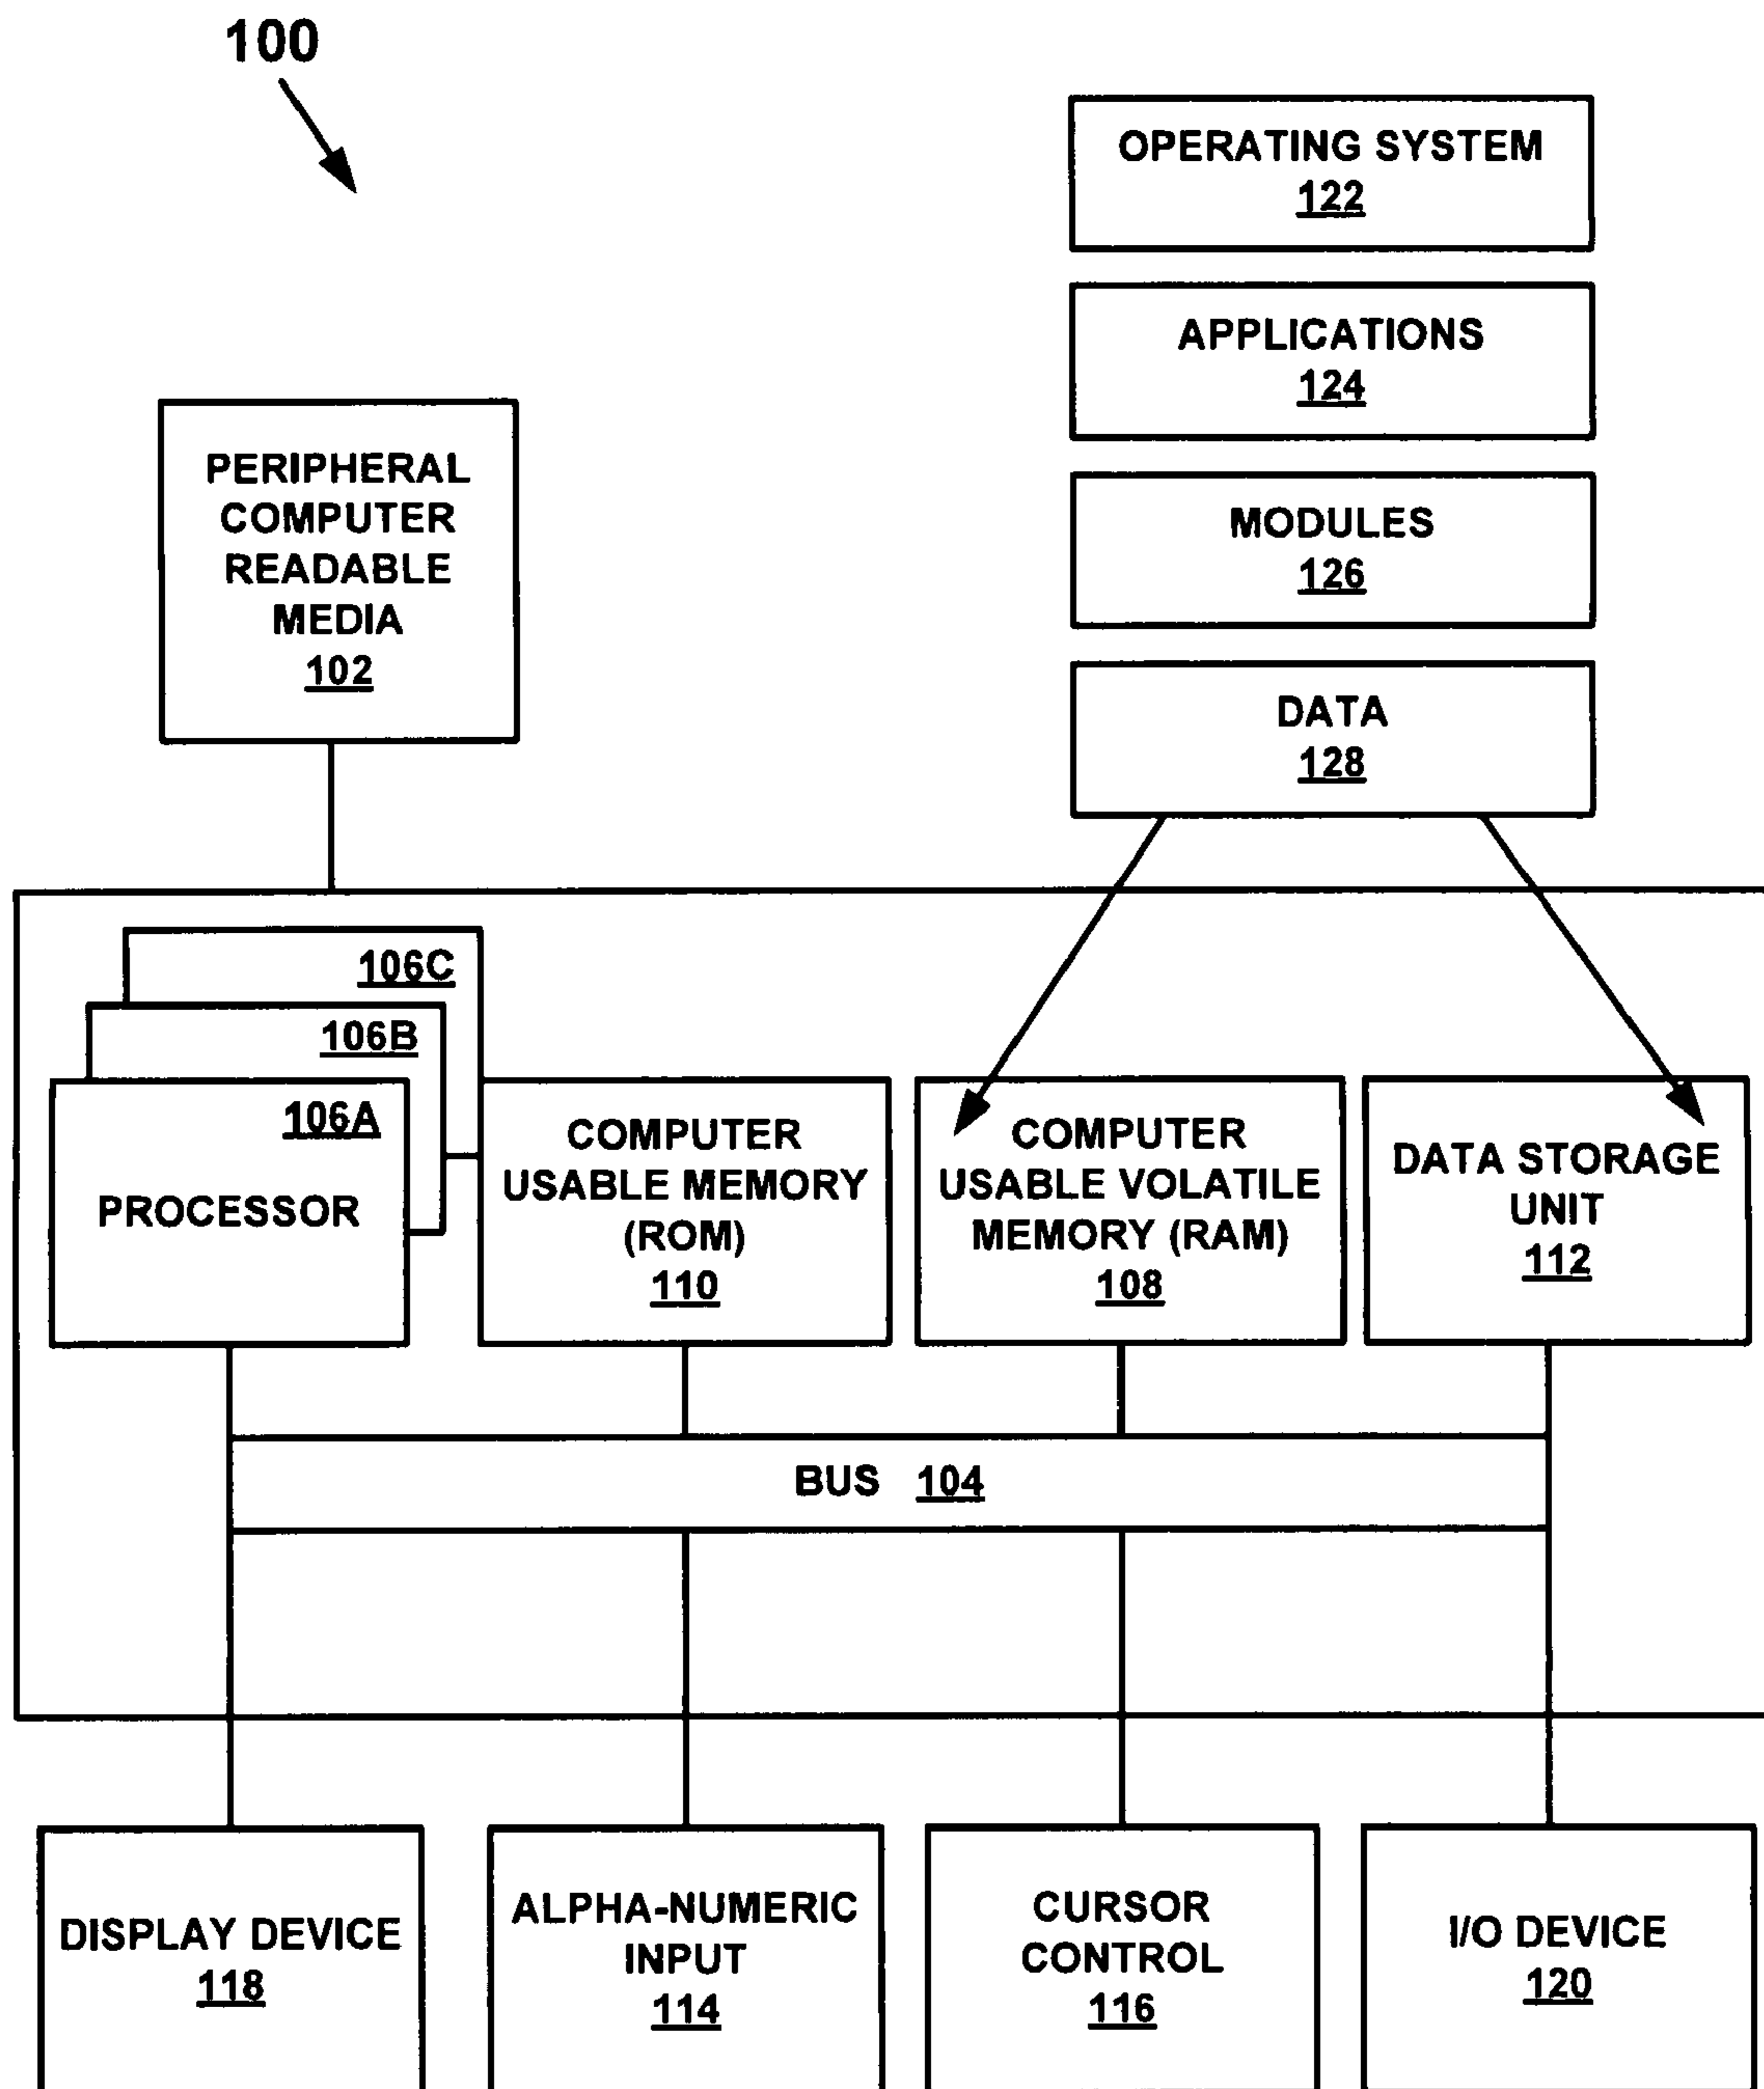 100
OPERATING SYSTEM
122
APPLICATIONS
124
MODULES
126
DATA
128
PERIPHERAL
COMPUTER
READABLE
MEDIA
102
106C
106B
106A
PROCESSOR
COMPUTER
USABLE MEMORY
(ROM)
110
COMPUTER
USABLE VOLATILE
MEMORY (RAM)
108
DATA STORAGE
UNIT
112
BUS 104
DISPLAY DEVICE
118
ALPHA-NUMERIC
INPUT
114
CURSOR
CONTROL
116
I/O DEVICE
120